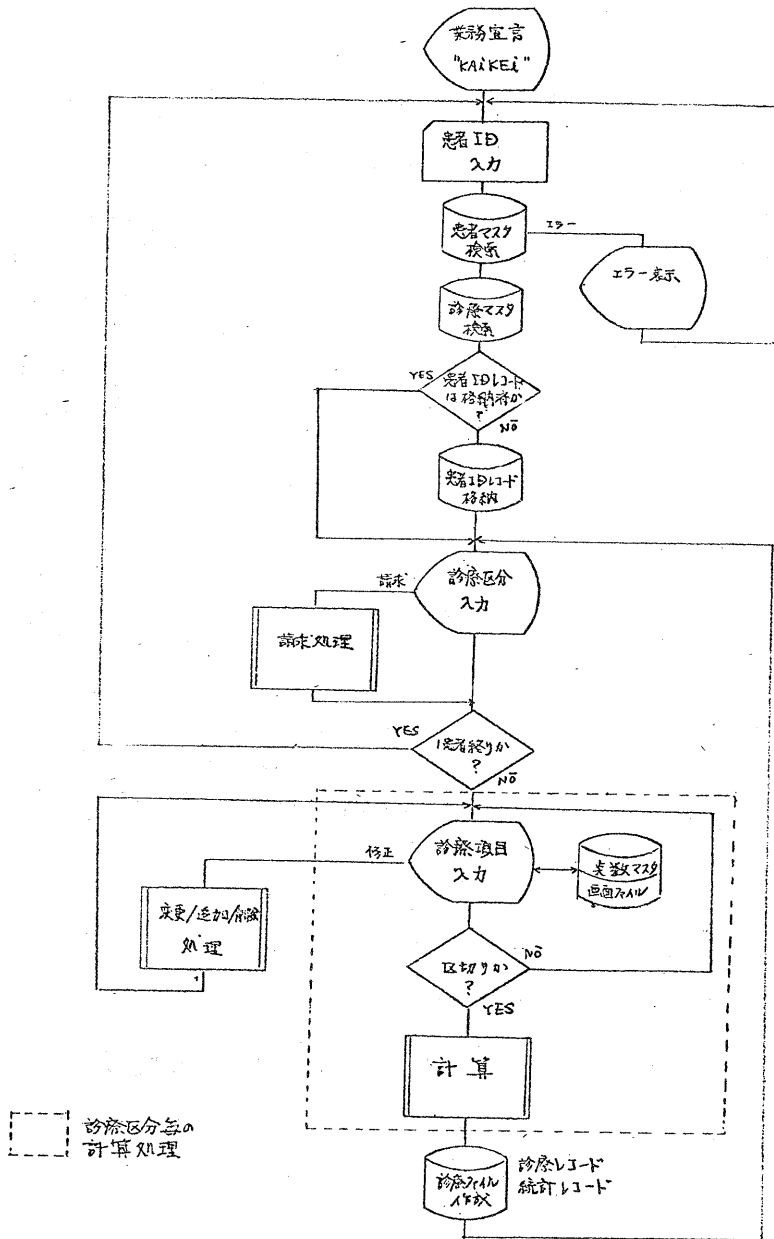 業務宣言
"KAiKEi"
患者ID
入力
患者マスタ
検索
エラー
エラー表示
診療マスタ
検索
YES
患者IDレコード
は格納済か
?
NO
患者IDレコード
格納
請求
診療区分
入力
請求処理
YES
1患者終りか
?
NO
修正
診療項目
入力
点数マスタ
画面ファイル
変更/追加/削除
処理
区切りか
?
NO
YES
計算
診療区分毎の
計算処理
診療ファイル
作成
診療レコード
統計レコード